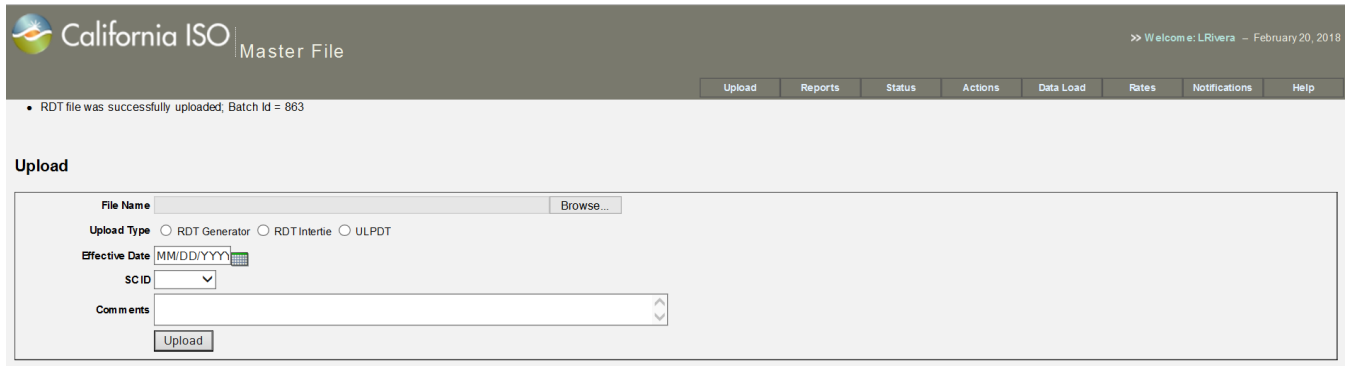 California ISO Master File
>> Welcome: LRivera – February 20, 2018
Upload Reports Status Actions Data Load Rates Notifications Help
• RDT file was successfully uploaded; Batch Id = 863
Upload
File Name Browse...
Upload Type RDT Generator RDT Intertie ULPDT
Effective Date MM/DD/YYYY
SCID
Comments
Upload